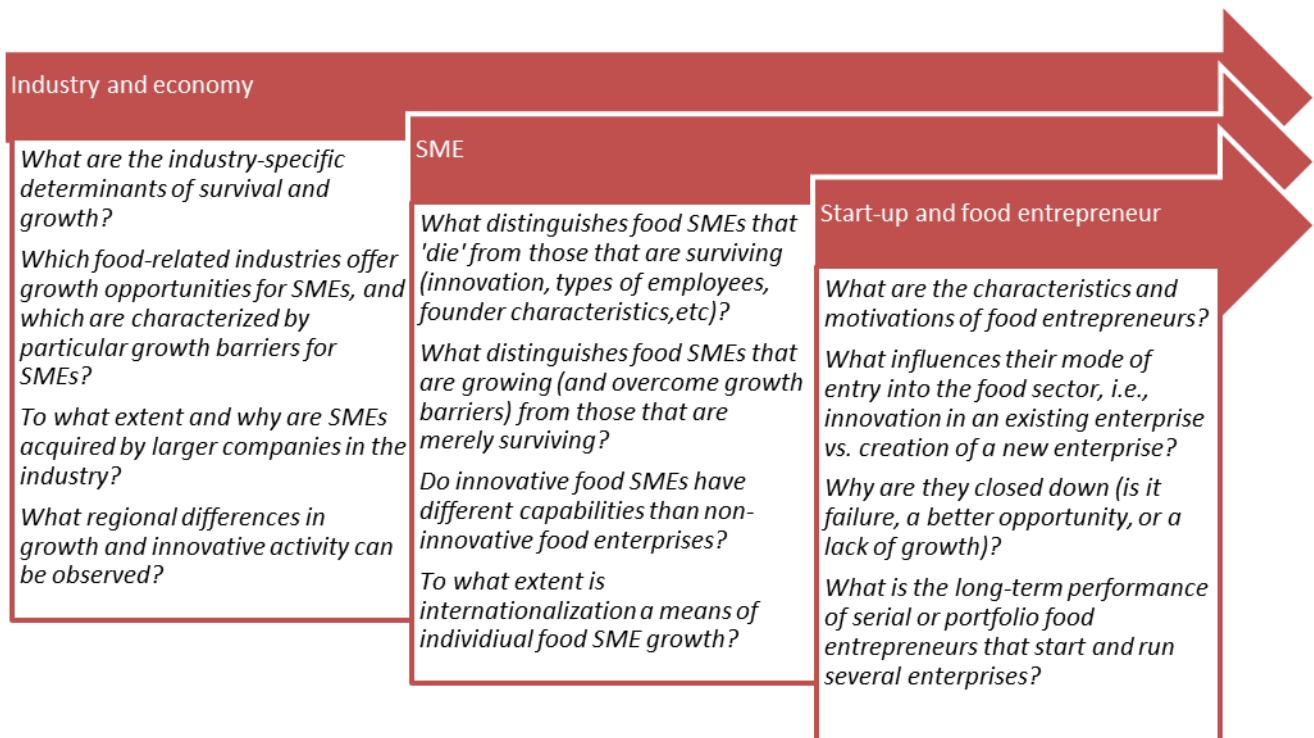 Industry and economy
What are the industry-specific
determinants of survival and
growth?
Which food-related industries offer
growth opportunities for SMEs, and
which are characterized by
particular growth barriers for
SMEs?
To what extent and why are SMEs
acquired by larger companies in the
industry?
What regional differences in
growth and innovative activity can
be observed?
SME
What distinguishes food SMEs that
'die' from those that are surviving
(innovation, types of employees,
founder characteristics,etc)?
What distinguishes food SMEs that
are growing (and overcome growth
barriers) from those that are
merely surviving?
Do innovative food SMEs have
different capabilities than non-
innovative food enterprises?
To what extent is
internationalization a means of
individiual food SME growth?
Start-up and food entrepreneur
What are the characteristics and
motivations of food entrepreneurs?
What influences their mode of
entry into the food sector, i.e.,
innovation in an existing enterprise
vs. creation of a new enterprise?
Why are they closed down (is it
failure, a better opportunity, or a
lack of growth)?
What is the long-term performance
of serial or portfolio food
entrepreneurs that start and run
several enterprises?